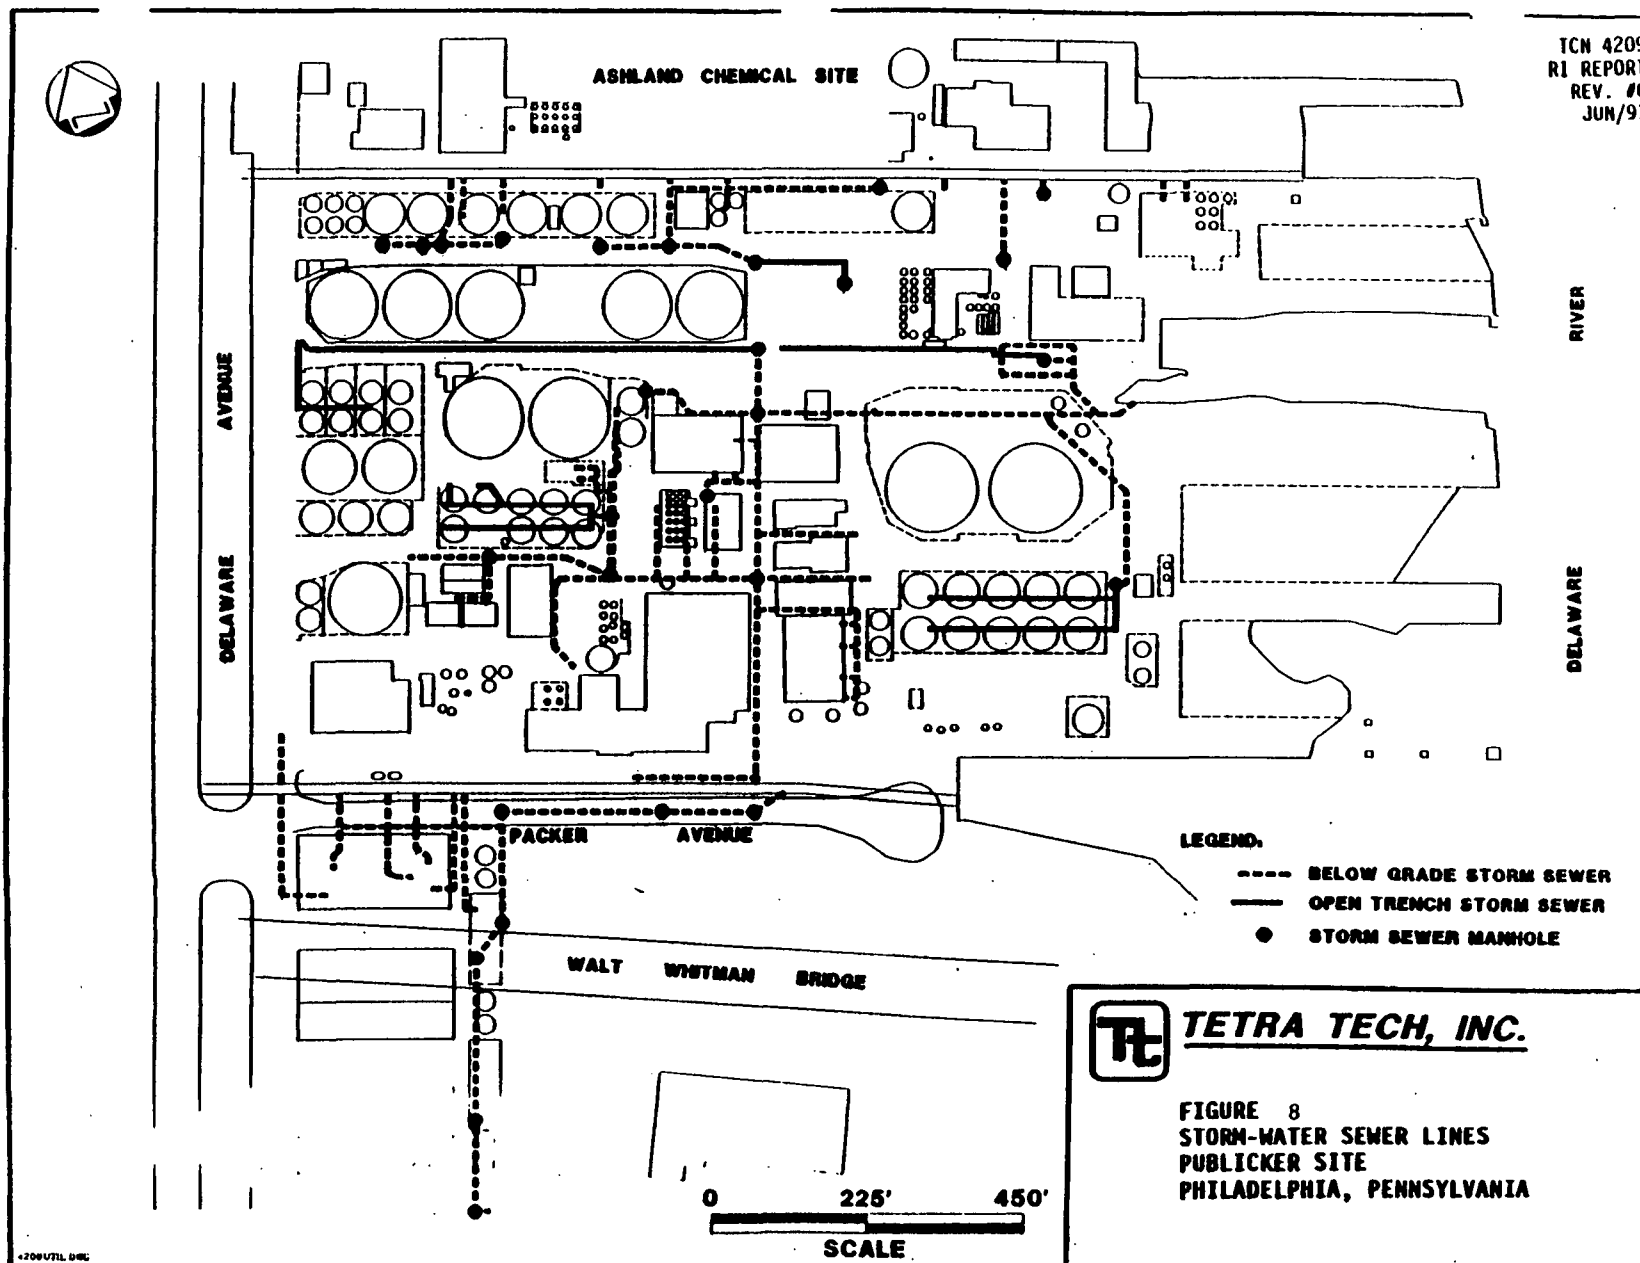 TCN 4209
RI REPORT
REV. #
JUN/9
ASHLAND CHEMICAL SITE
DELAWARE AVENUE
DELAWARE RIVER
PACKER AVENUE
WALT WHITMAN BRIDGE
LEGEND.
BELOW GRADE STORM SEWER
OPEN TRENCH STORM SEWER
STORM SEWER MANHOLE
Tt
TETRA TECH, INC.
FIGURE 8
STORM-WATER SEWER LINES
PUBLICKER SITE
PHILADELPHIA, PENNSYLVANIA
0 225' 450'
SCALE